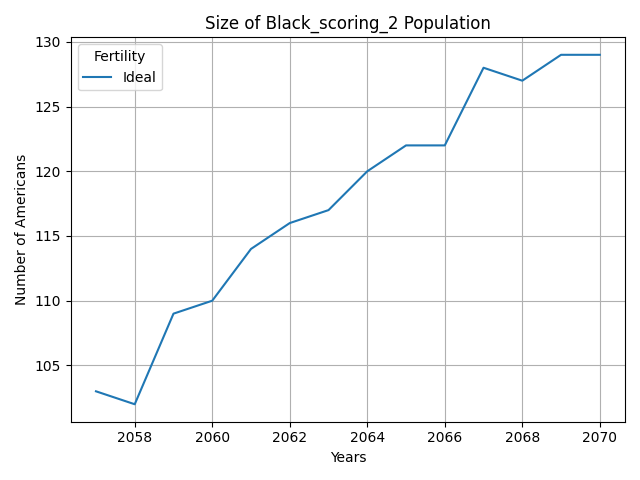 Size of Black_scoring_2 Population
Fertility
Ideal
Number of Americans
130
125
120
115
110
105
2058 2060 2062 2064 2066 2068 2070
Years